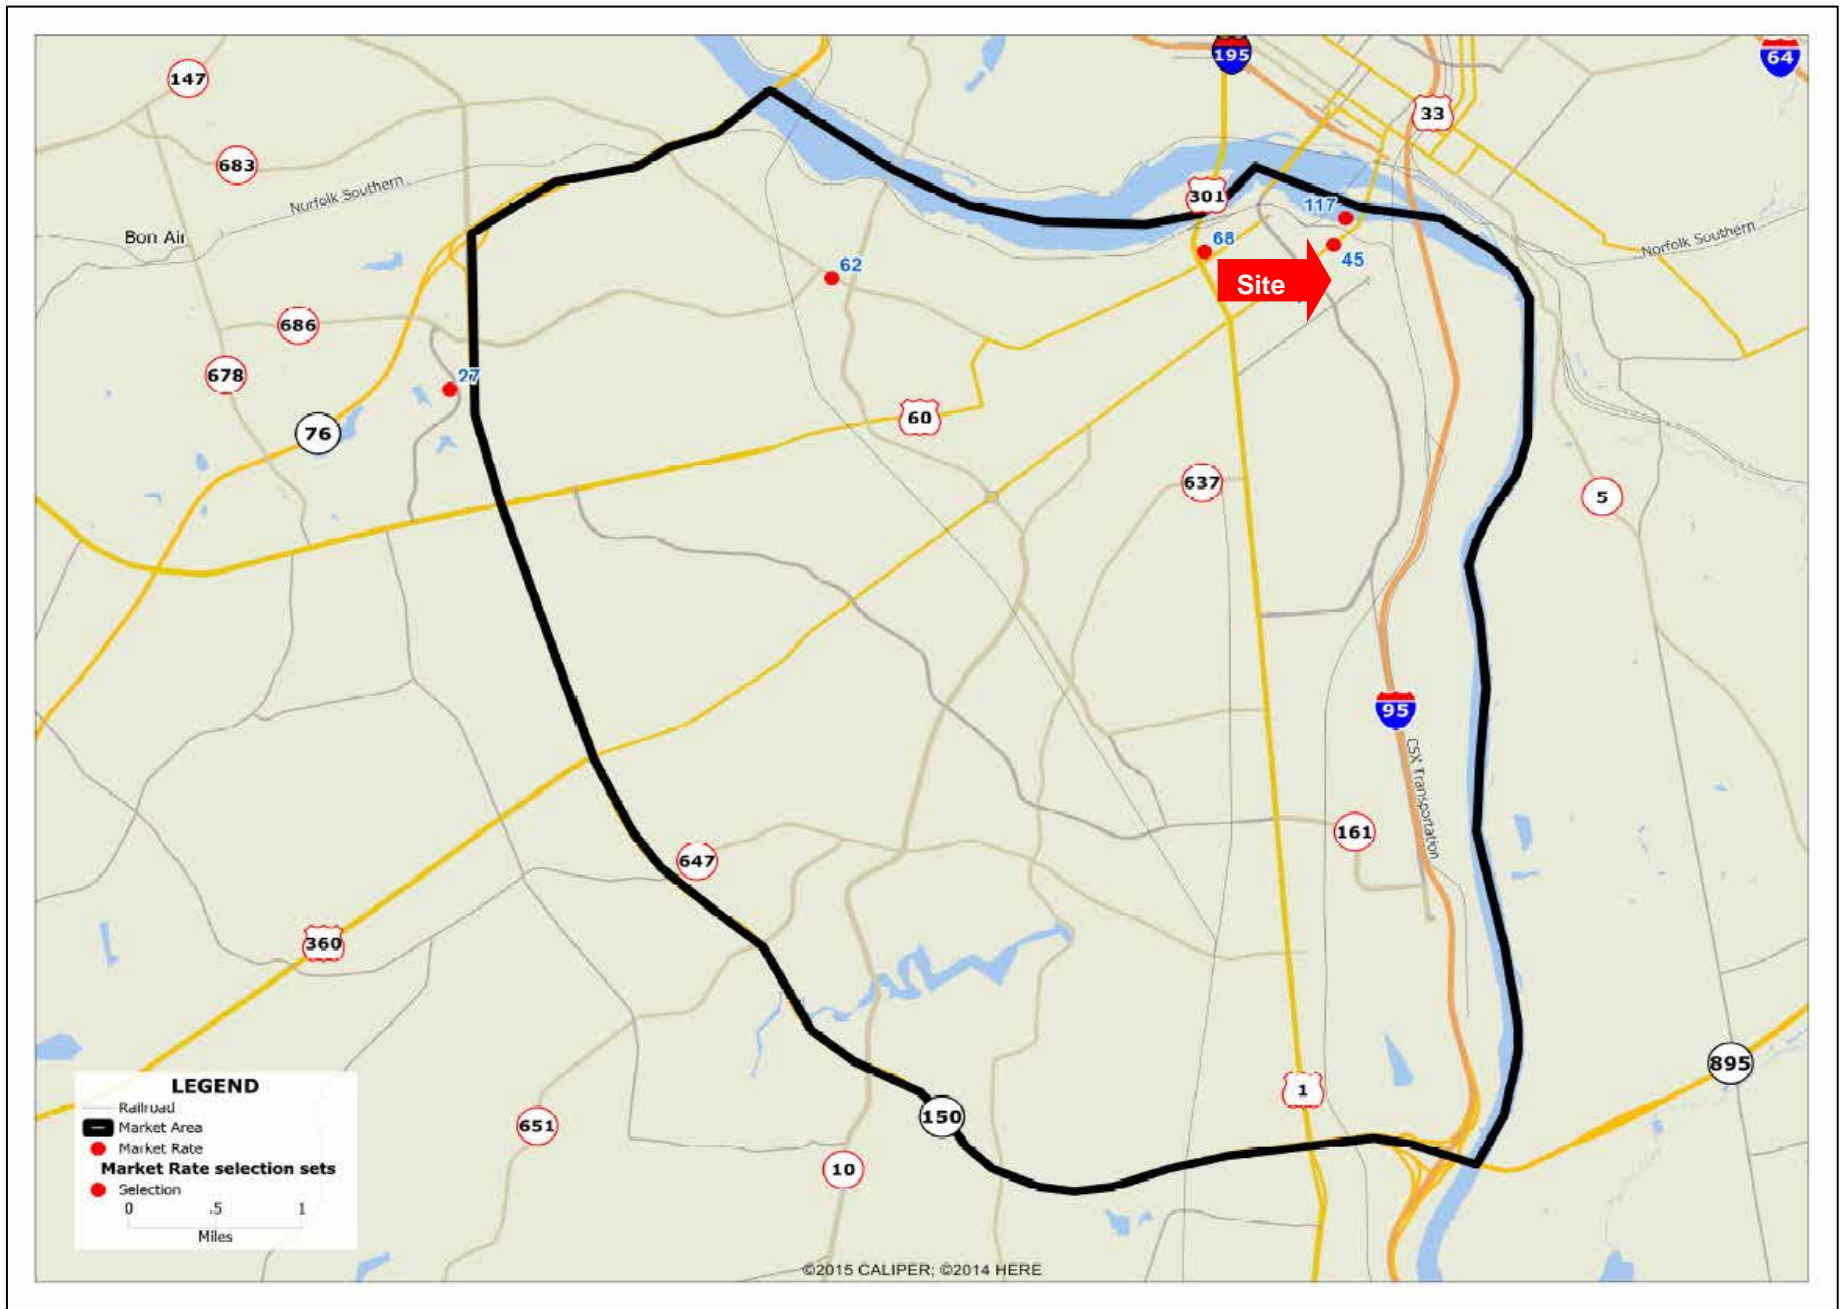 195
64
147
33
683
Norfolk Southern
301
117
Bon Air
68
Norfolk Southern
62
45
Site
686
678
27
60
76
637
5
95
CSX Transportation
161
647
360
895
LEGEND
Railroad
Market Area
Market Rate
Market Rate selection sets
Selection
0 .5 1
Miles
1
150
651
10
©2015 CALIPER; ©2014 HERE